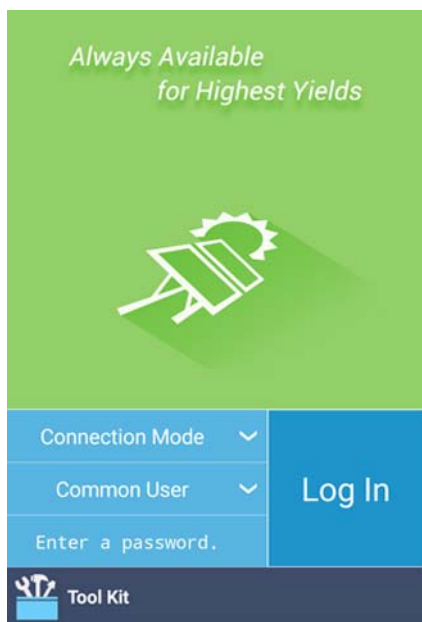 Always Available
for Highest Yields
Connection Mode
Common User
Log In
Enter a password.
Tool Kit